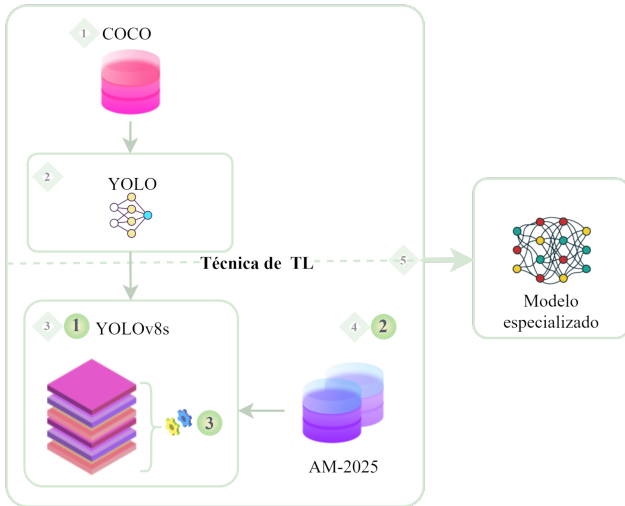 1 COCO
2
YOLO
Técnica de TL
5
3 1 YOLOv8s
4 2
3
AM-2025
Modelo
especializado